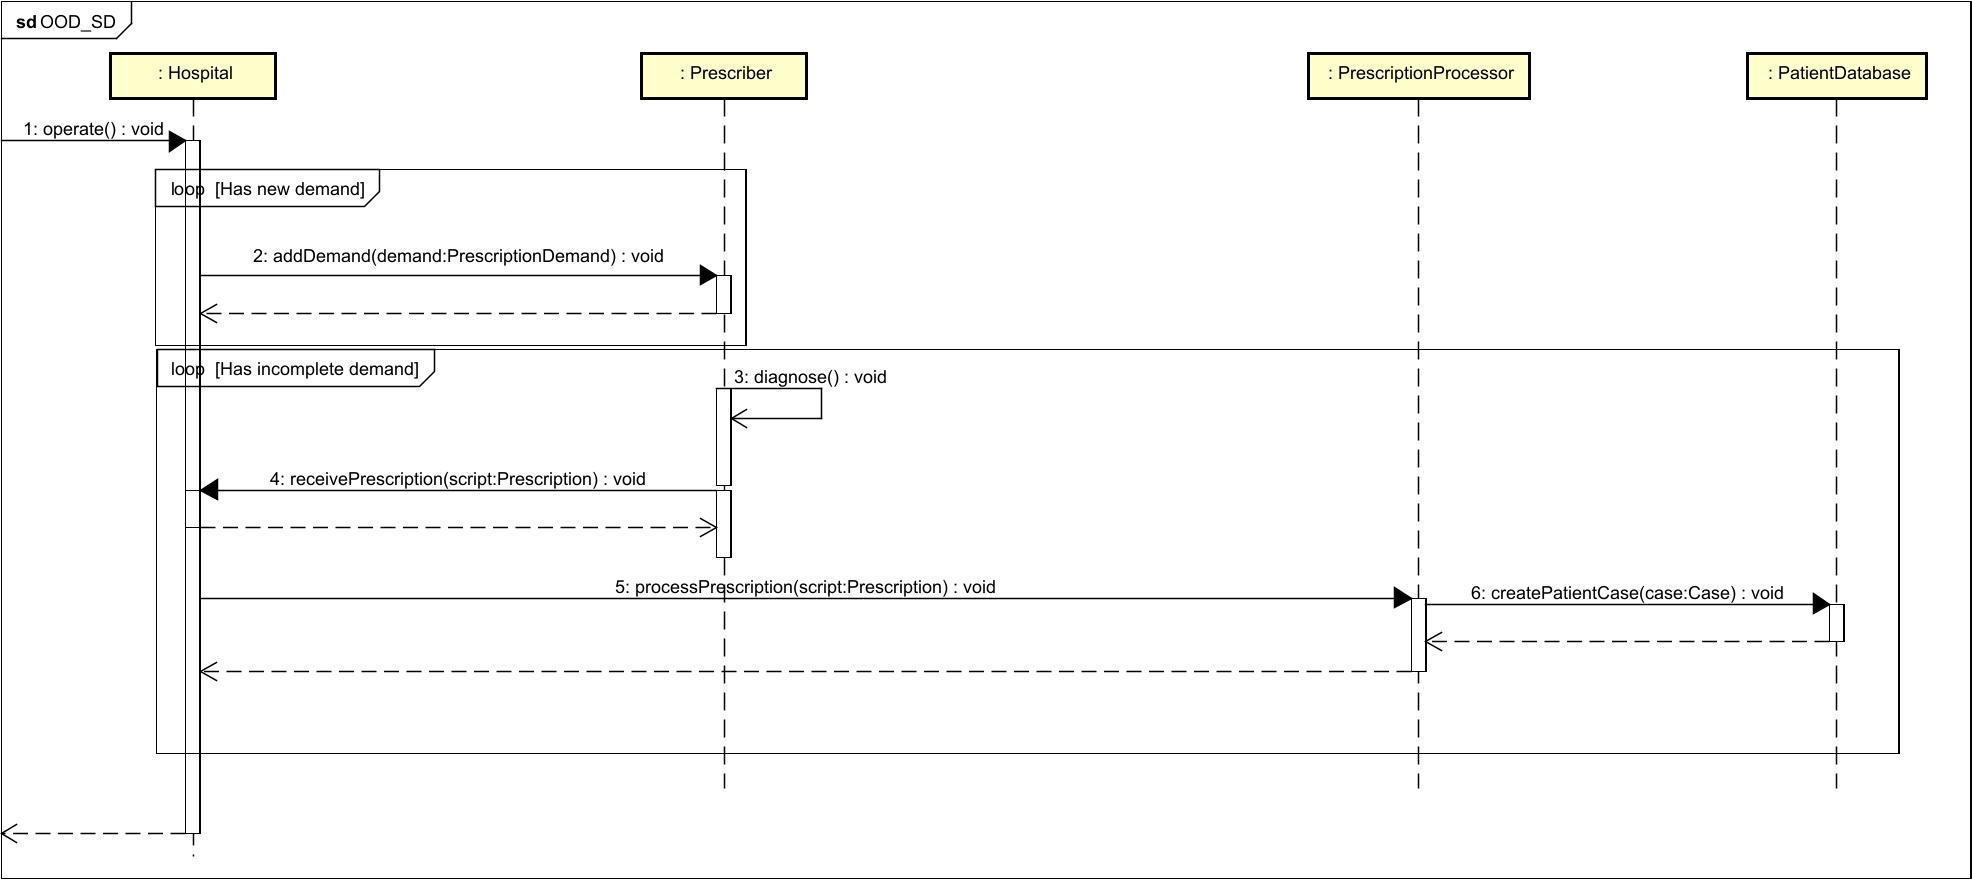 sd OOD_SD
: Hospital
: Prescriber
: PrescriptionProcessor
: PatientDatabase
1: operate() : void
loop [Has new demand]
2: addDemand(demand:PrescriptionDemand) : void
loop [Has incomplete demand]
3: diagnose() : void
4: receivePrescription(script:Prescription) : void
5: processPrescription(script:Prescription) : void
6: createPatientCase(case:Case) : void